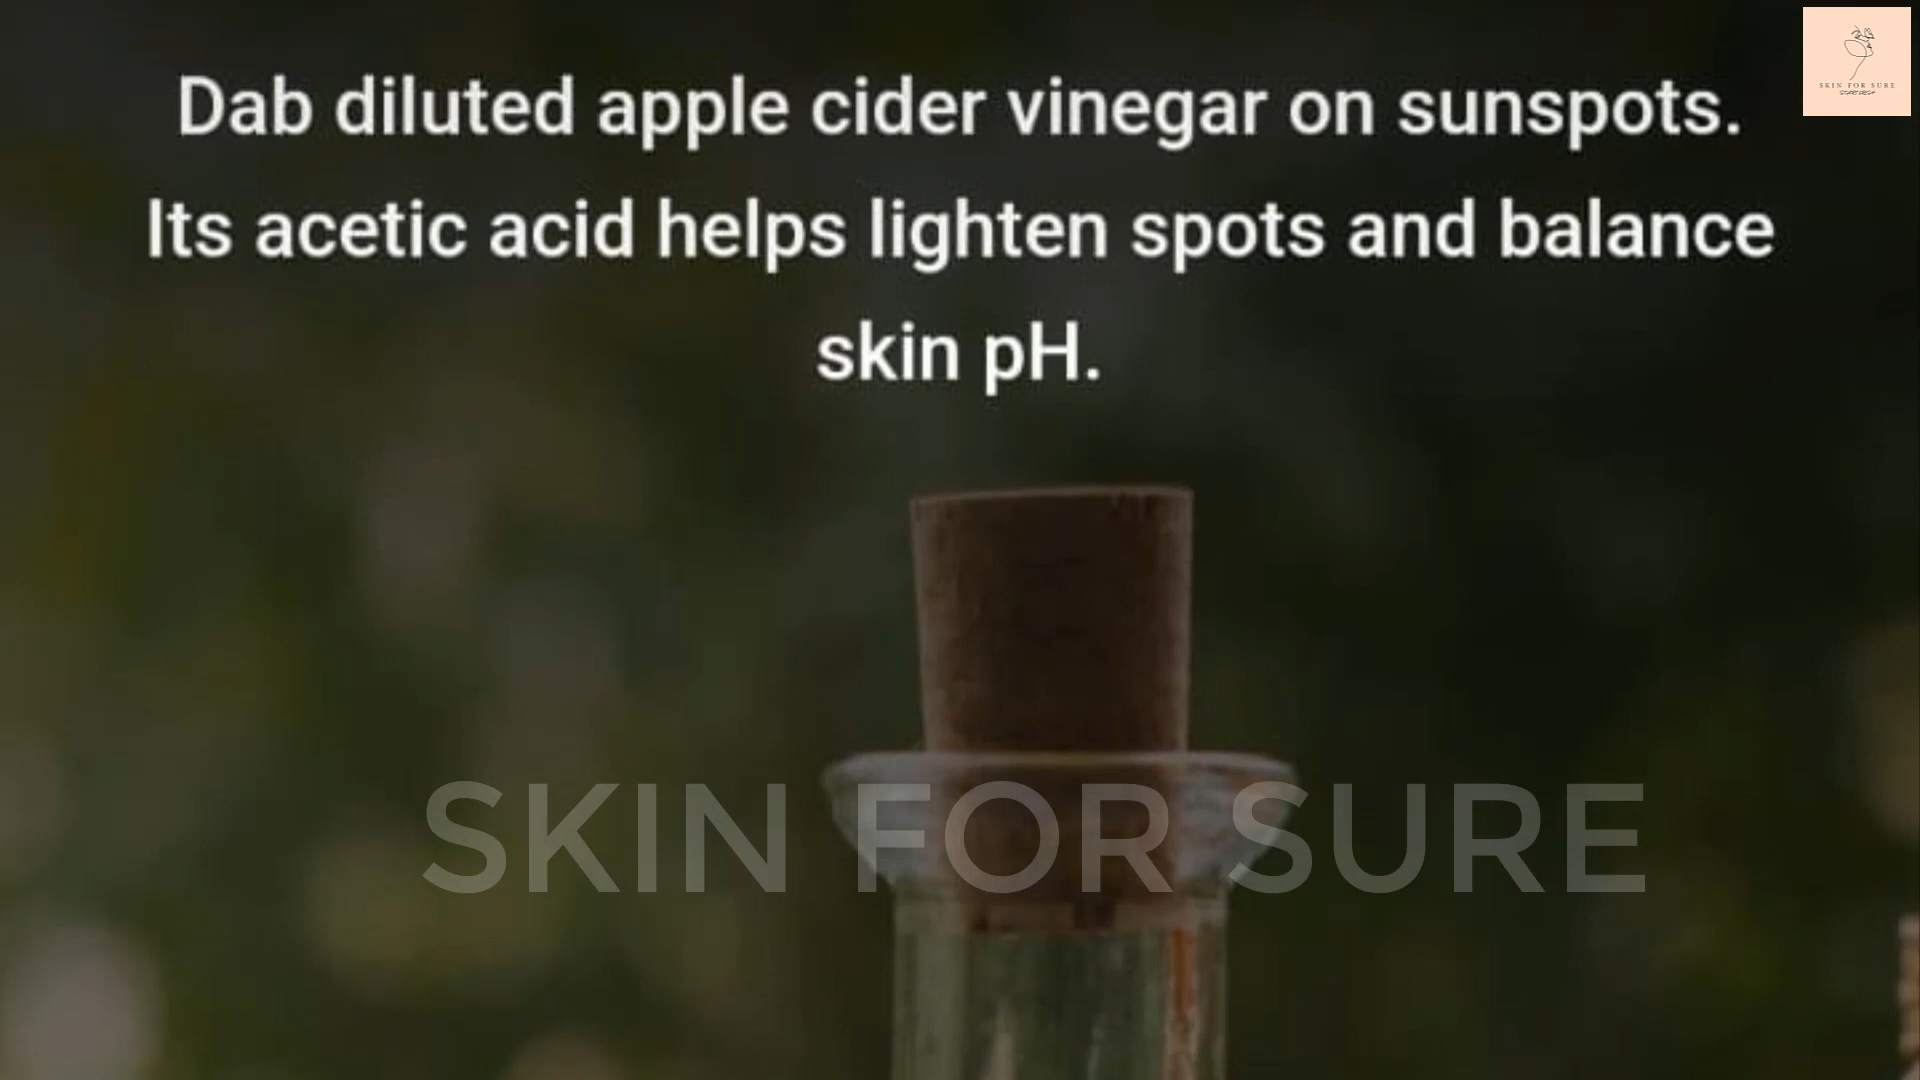 Dab diluted apple cider vinegar on sunspots.
Its acetic acid helps lighten spots and balance
skin pH.
SKIN FOR SURE
SKIN FOR SURE